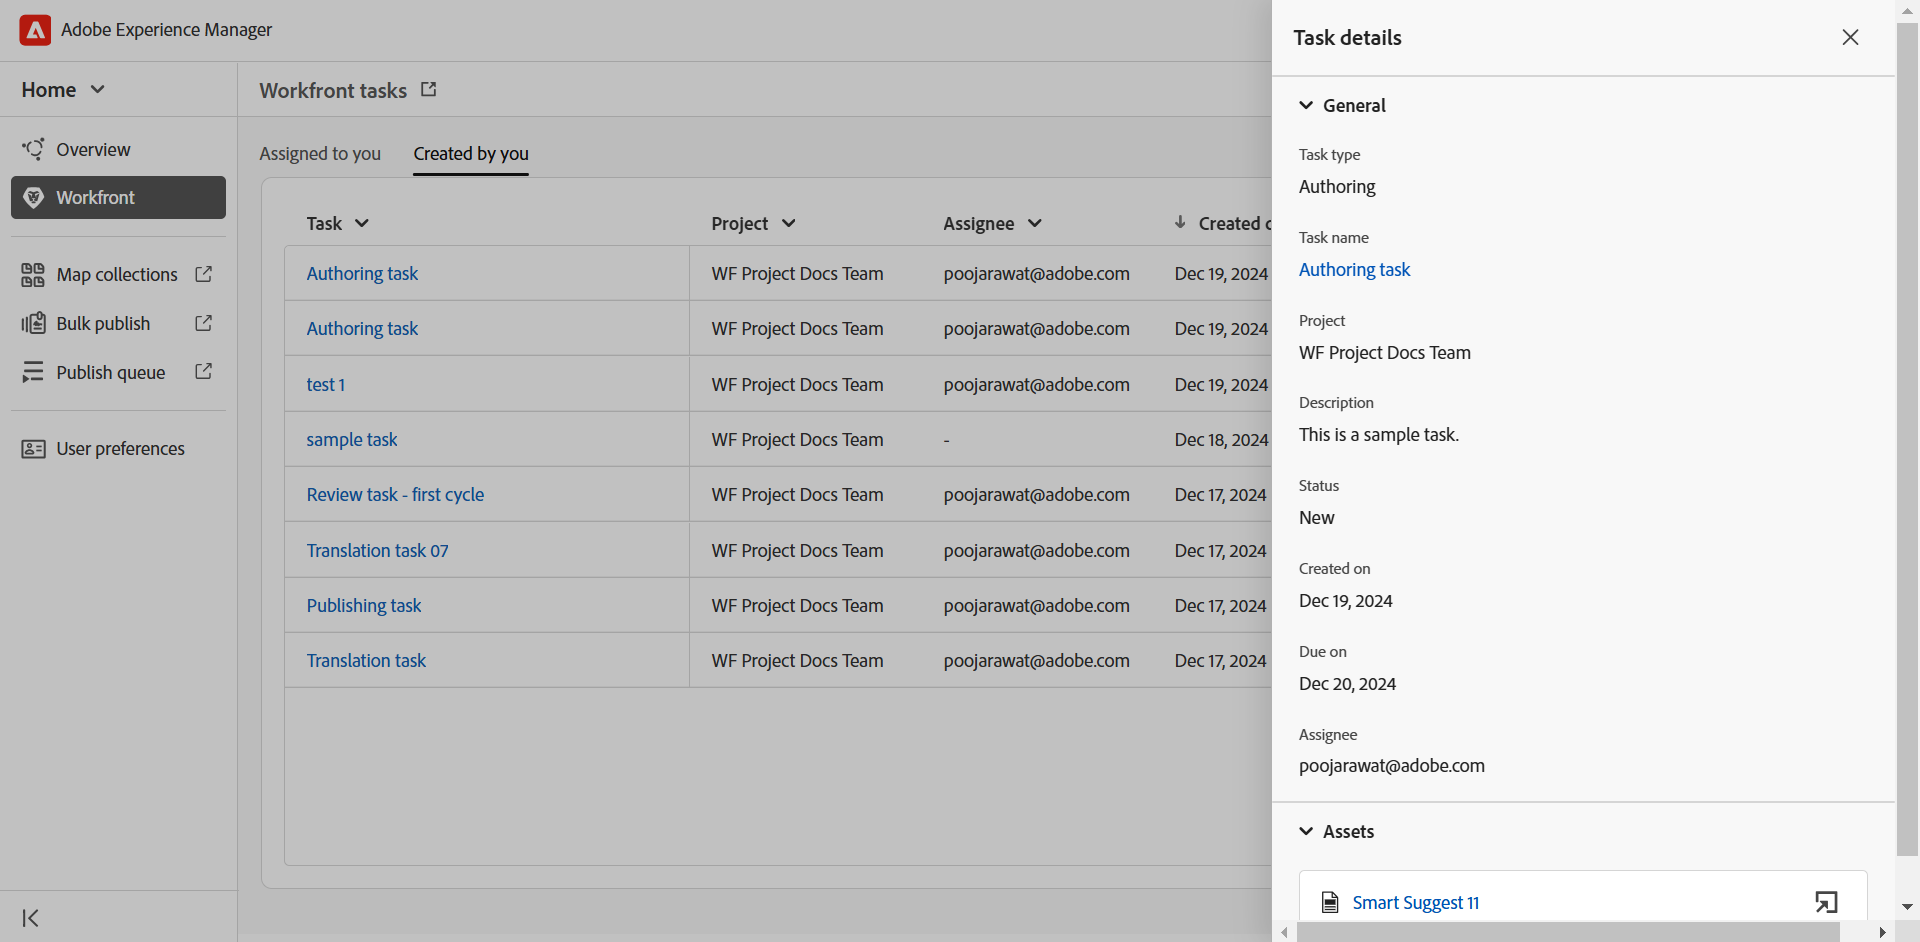 Adobe Experience Manager
Home
Overview
Workfront
Map collections
Bulk publish
Publish queue
User preferences
Workfront tasks
Assigned to you Created by you
Task Project Assignee Created
Authoring task WF Project Docs Team poojarawat@adobe.com Dec 19, 2024
Authoring task WF Project Docs Team poojarawat@adobe.com Dec 19, 2024
test 1 WF Project Docs Team poojarawat@adobe.com Dec 19, 2024
sample task WF Project Docs Team - Dec 18, 2024
Review task - first cycle WF Project Docs Team poojarawat@adobe.com Dec 17, 2024
Translation task 07 WF Project Docs Team poojarawat@adobe.com Dec 17, 2024
Publishing task WF Project Docs Team poojarawat@adobe.com Dec 17, 2024
Translation task WF Project Docs Team poojarawat@adobe.com Dec 17, 2024
Task details
General
Task type
Authoring
Task name
Authoring task
Project
WF Project Docs Team
Description
This is a sample task.
Status
New
Created on
Dec 19, 2024
Due on
Dec 20, 2024
Assignee
poojarawat@adobe.com
Assets
Smart Suggest 11